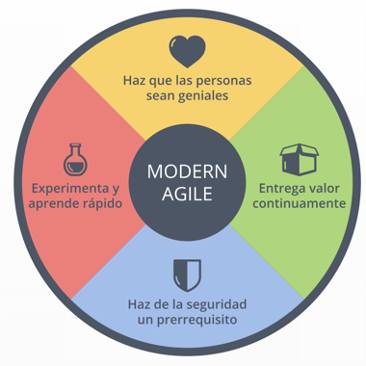 Haz que las personas
sean geniales
Experimenta y
aprende rápido
MODERN
AGILE
Entrega valor
continuamente
Haz de la seguridad
un prerrequisito